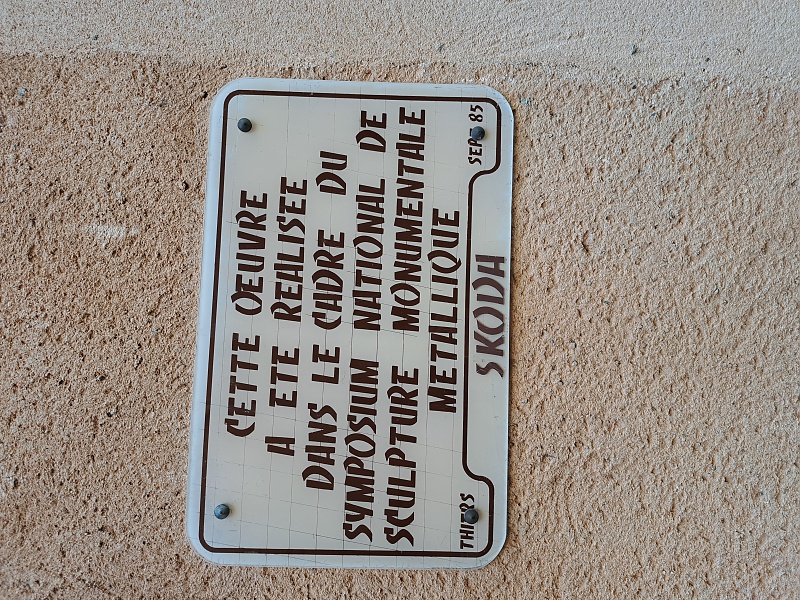 CETTE OEUVRE
A ETE REALISEE
DANS LE CADRE DU
SYMPOSIUM NATIONAL DE
SCULPTURE MONUMENTALE
METALLIQUE
THIERS SKODA SEPT 85